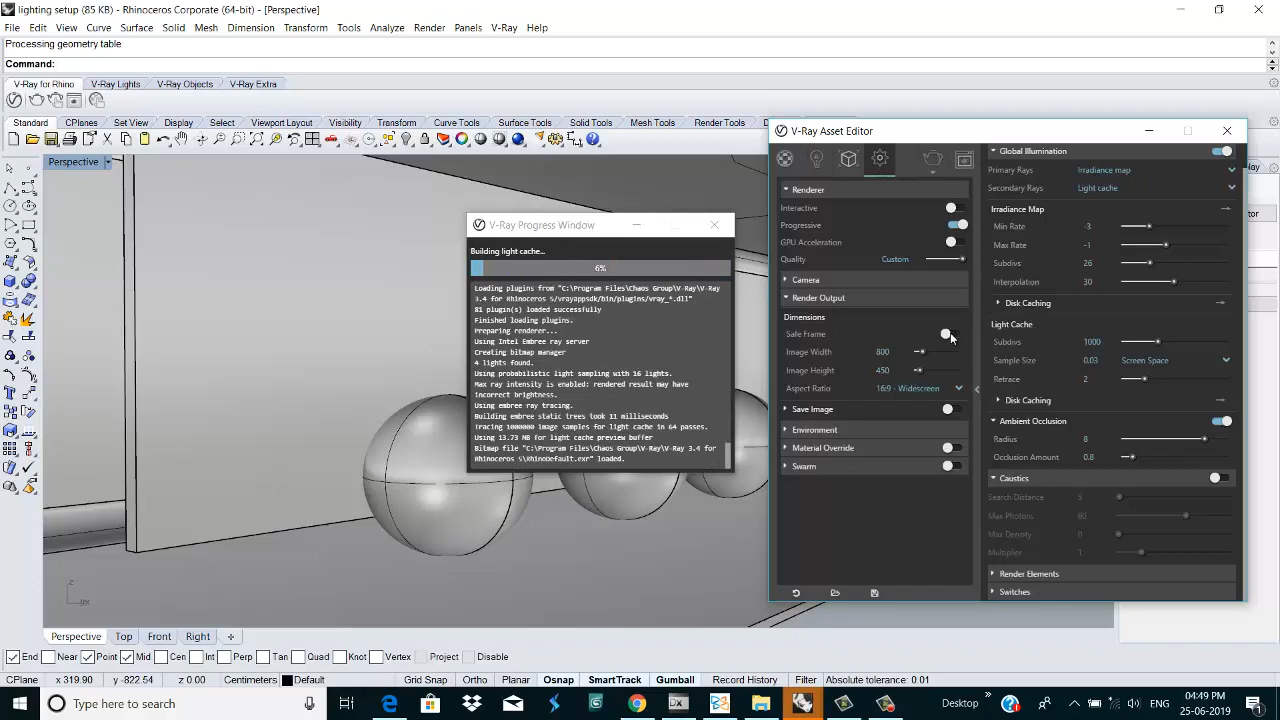 lighting setup (85 KB) - Rhinoceros Corporate (64-bit) - [Perspective]
File Edit View Curve Surface Solid Mesh Dimension Transform Tools Analyze Render Panels V-Ray Help
Processing geometry table
Command:
V-Ray for Rhino V-Ray Lights V-Ray Objects V-Ray Extra
Standard CPlanes Set View Display Select Viewport Layout Visibility Transform Curve Tools Surface Tools Solid Tools Mesh Tools Render Tools
Perspective
V-Ray Progress Window
Building light cache...
6%
Loading plugins from "C:\Program Files\Chaos Group\V-Ray\V-Ray
3.4 for Rhinoceros 5/vrayappsdk/bin/plugins/vray_*.dll"
81 plugin(s) loaded successfully
Finished loading plugins.
Preparing renderer...
Using Intel Embree ray server
Creating bitmap manager
4 lights found.
Using probabilistic light sampling with 16 lights.
Max ray intensity is enabled: rendered result may have
incorrect brightness.
Using embree ray tracing.
Building embree static trees took 11 milliseconds
Tracing 1000000 image samples for light cache in 64 passes.
Using 13.73 MB for light cache preview buffer
Bitmap file "C:\Program Files\Chaos Group\V-Ray\V-Ray 3.4 for
Rhinoceros 5\RhinoDefault.exr" loaded.
V-Ray Asset Editor
Renderer
Interactive
Progressive
GPU Acceleration
Quality Custom
Camera
Render Output
Dimensions
Safe Frame
Image Width 800
Image Height 450
Aspect Ratio 16:9 - Widescreen
Save Image
Environment
Material Override
Swarm
Global Illumination
Primary Rays Irradiance map
Secondary Rays Light cache
Irradiance Map
Min Rate -3
Max Rate -1
Subdivs 26
Interpolation 30
Disk Caching
Light Cache
Subdivs 1000
Sample Size 0.03 Screen Space
Retrace 2
Disk Caching
Ambient Occlusion
Radius 8
Occlusion Amount 0.8
Caustics
Search Distance 5
Max Photons 60
Max Density 0
Multiplier 1
Render Elements
Switches
Perspective Top Front Right
End Near Point Mid Cen Int Perp Tan Quad Knot Vertex Project Disable
CPlane x 319.90 y -822.54 z 0.00 Centimeters Default Grid Snap Ortho Planar Osnap SmartTrack Gumball Record History Filter Absolute tolerance: 0.01
Type here to search
Desktop
ENG
04:49 PM
25-06-2019